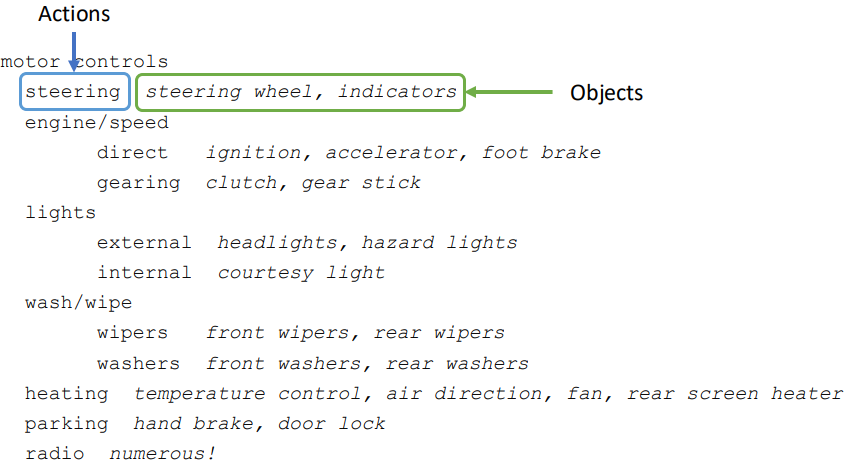 Actions
motor controls
steering steering wheel, indicators
Objects
engine/speed
direct ignition, accelerator, foot brake
gearing clutch, gear stick
lights
external headlights, hazard lights
internal courtesy light
wash/wipe
wipers front wipers, rear wipers
washers front washers, rear washers
heating temperature control, air direction, fan, rear screen heater
parking hand brake, door lock
radio numerous!